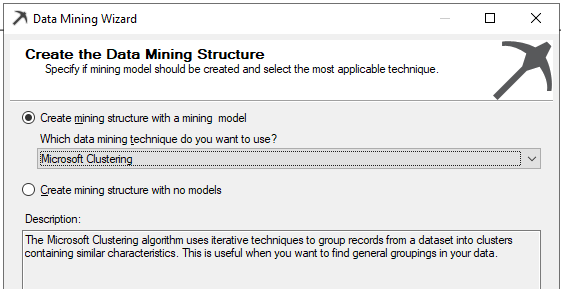 Data Mining Wizard
Create the Data Mining Structure
Specify if mining model should be created and select the most applicable technique.
Create mining structure with a mining model
Which data mining technique do you want to use?
Microsoft Clustering
Create mining structure with no models
Description:
The Microsoft Clustering algorithm uses iterative techniques to group records from a dataset into clusters
containing similar characteristics. This is useful when you want to find general groupings in your data.